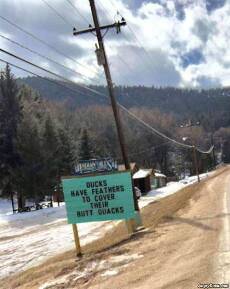 DUCKS
HAVE FEATHERS
TO COVER
THEIR
BUTT QUACKS